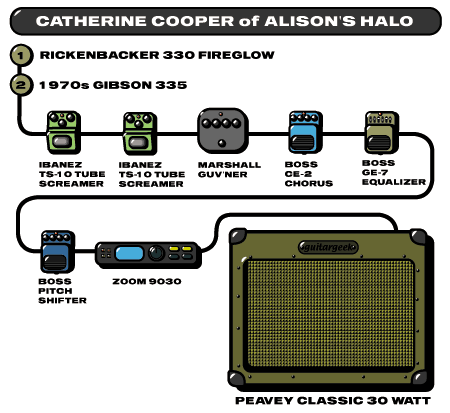 CATHERINE COOPER of ALISON'S HALO
1 RICKENBACKER 330 FIREGLOW
2 1970s GIBSON 335
IBANEZ
TS-10 TUBE
SCREAMER
IBANEZ
TS-10 TUBE
SCREAMER
MARSHALL
GUV'NER
BOSS
CE-2
CHORUS
BOSS
GE-7
EQUALIZER
BOSS
PITCH
SHIFTER
ZOOM 9030
guitargeek
PEAVEY CLASSIC 30 WATT